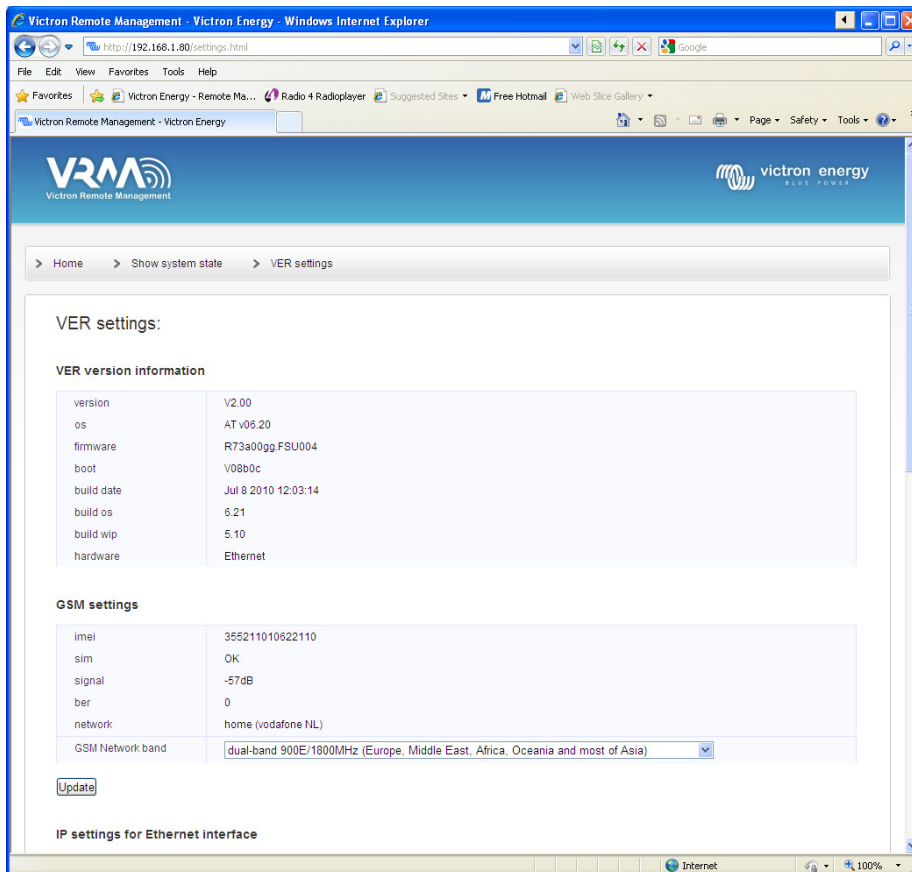 Victron Remote Management - Victron Energy - Windows Internet Explorer
http://192.168.1.80/settings.html
Google
File Edit View Favorites Tools Help
Favorites Victron Energy - Remote Ma... Radio 4 Radioplayer Suggested Sites Free Hotmail Web Slice Gallery
Victron Remote Management - Victron Energy
Page Safety Tools
VRM
Victron Remote Management
victron energy
BLUE POWER
> Home > Show system state > VER settings
VER settings:
VER version information
version V2.00
os AT v06.20
firmware R73a00gg.FSU004
boot V08b0c
build date Jul 8 2010 12:03:14
build os 6.21
build wip 5.10
hardware Ethernet
GSM settings
imei 355211010622110
sim OK
signal -57dB
ber 0
network home (vodafone NL)
GSM Network band dual-band 900E/1800MHz (Europe, Middle East, Africa, Oceania and most of Asia)
Update
IP settings for Ethernet interface
Internet 100%